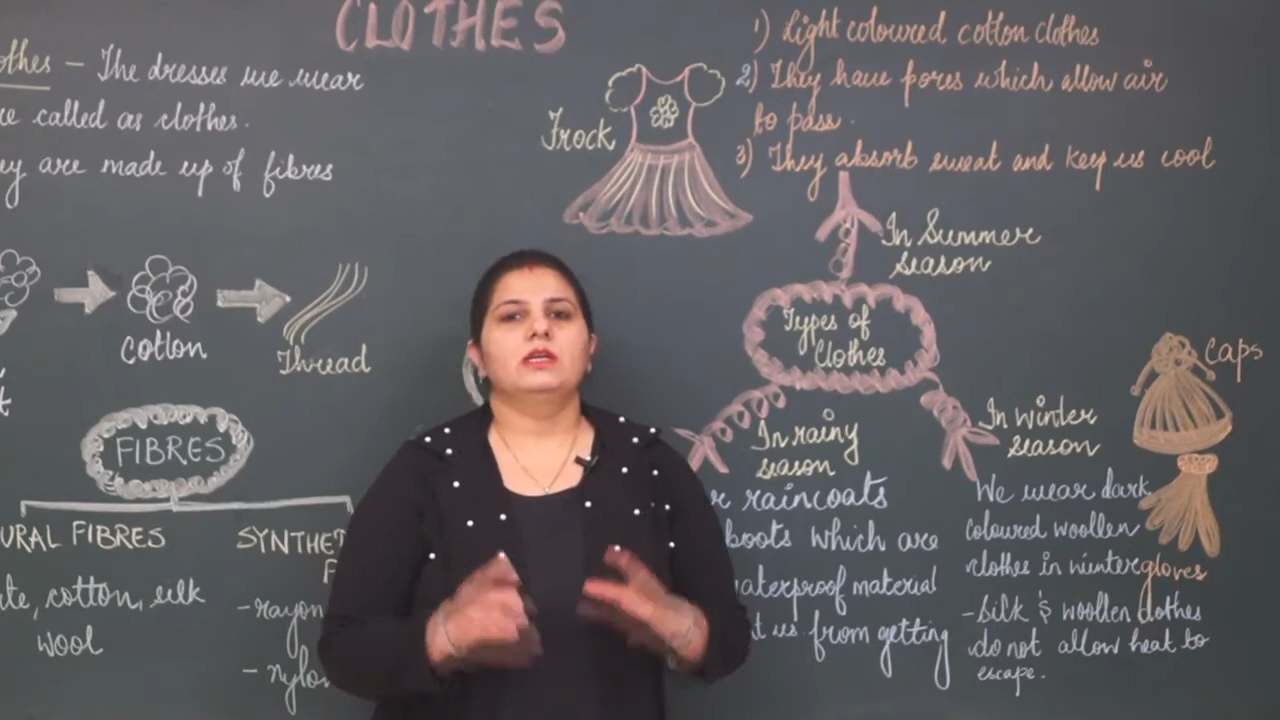 CLOTHES
othes - The dresses we wear
re called as clothes.
ey are made up of fibres
cotton
Thread
FIBRES
URAL FIBRES
te, cotton, silk
wool
SYNTHET
F
-rayon
- nylo
Frock
1) Light coloured cotton clothes
2) They have pores which allow air
to pass.
3) They absorb sweat and keep us cool
In Summer
season
Types of
Clothes
In rainy
season
r raincoats
boots which are
aterproof material
t us from getting
In winter
season
We wear dark
coloured woollen
clothes in winter
- Silk & woollen clothes
do not allow heat to
escape.
Caps
gloves